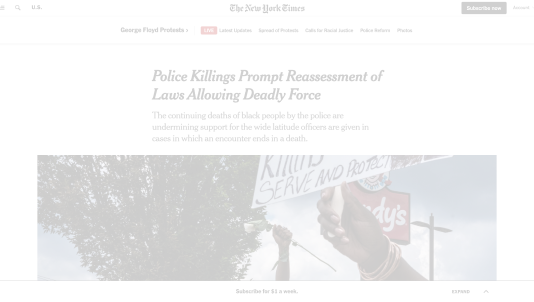 U.S.
The New York Times
Subscribe now
Account
George Floyd Protests
LIVE
Latest Updates
Spread of Protests
Calls for Racial Justice
Police Reform
Photos
Police Killings Prompt Reassessment of
Laws Allowing Deadly Force
The continuing deaths of black people by the police are
undermining support for the wide latitude officers are given in
cases in which an encounter ends in a death.
KILLINGS
SERVE AND PROTECT
dy's
Subscribe for $1 a week.
EXPAND